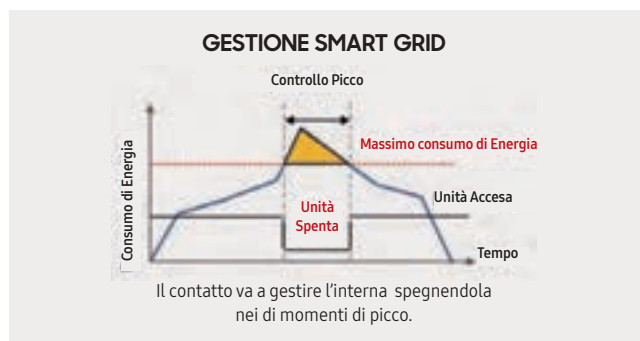 GESTIONE SMART GRID
Controllo Picco
Massimo consumo di Energia
Consumo di Energia
Unità Accesa
Unità
Spenta
Tempo
Il contatto va a gestire l'interna spegnendola
nei di momenti di picco.